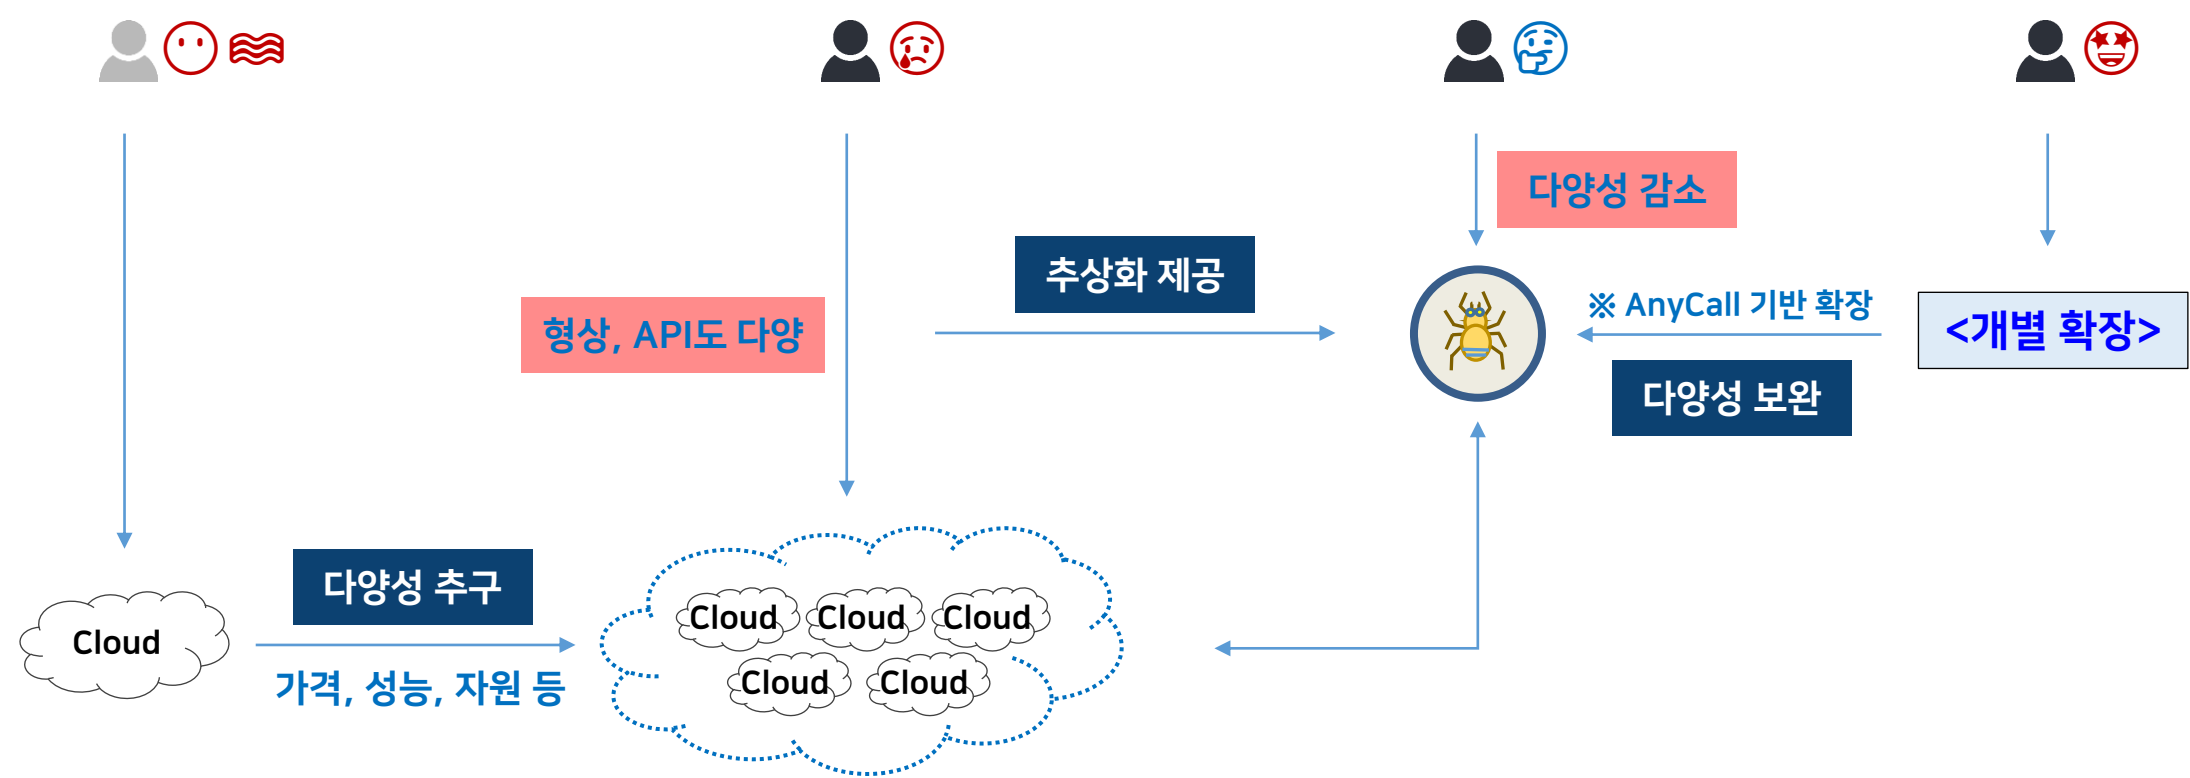 다양성 감소
추상화 제공
형상, API도 다양
※ AnyCall 기반 확장
<개별 확장>
다양성 보완
다양성 추구
Cloud
가격, 성능, 자원 등
Cloud Cloud Cloud
Cloud Cloud